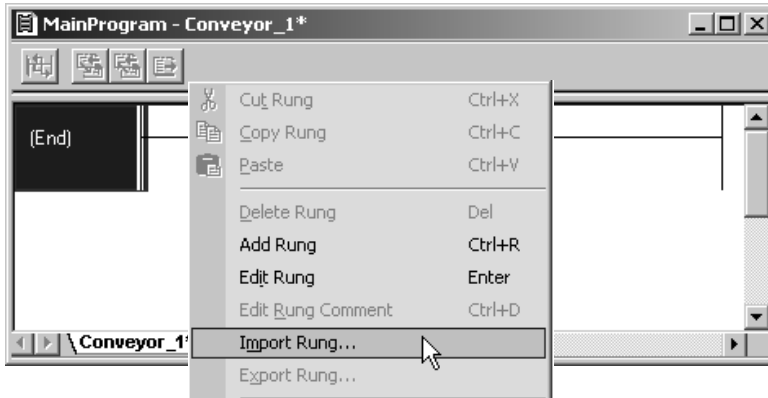 MainProgram - Conveyor_1*
(End)
Cut Rung Ctrl+X
Copy Rung Ctrl+C
Paste Ctrl+V
Delete Rung Del
Add Rung Ctrl+R
Edit Rung Enter
Edit Rung Comment Ctrl+D
Import Rung...
Export Rung...
Conveyor_1*